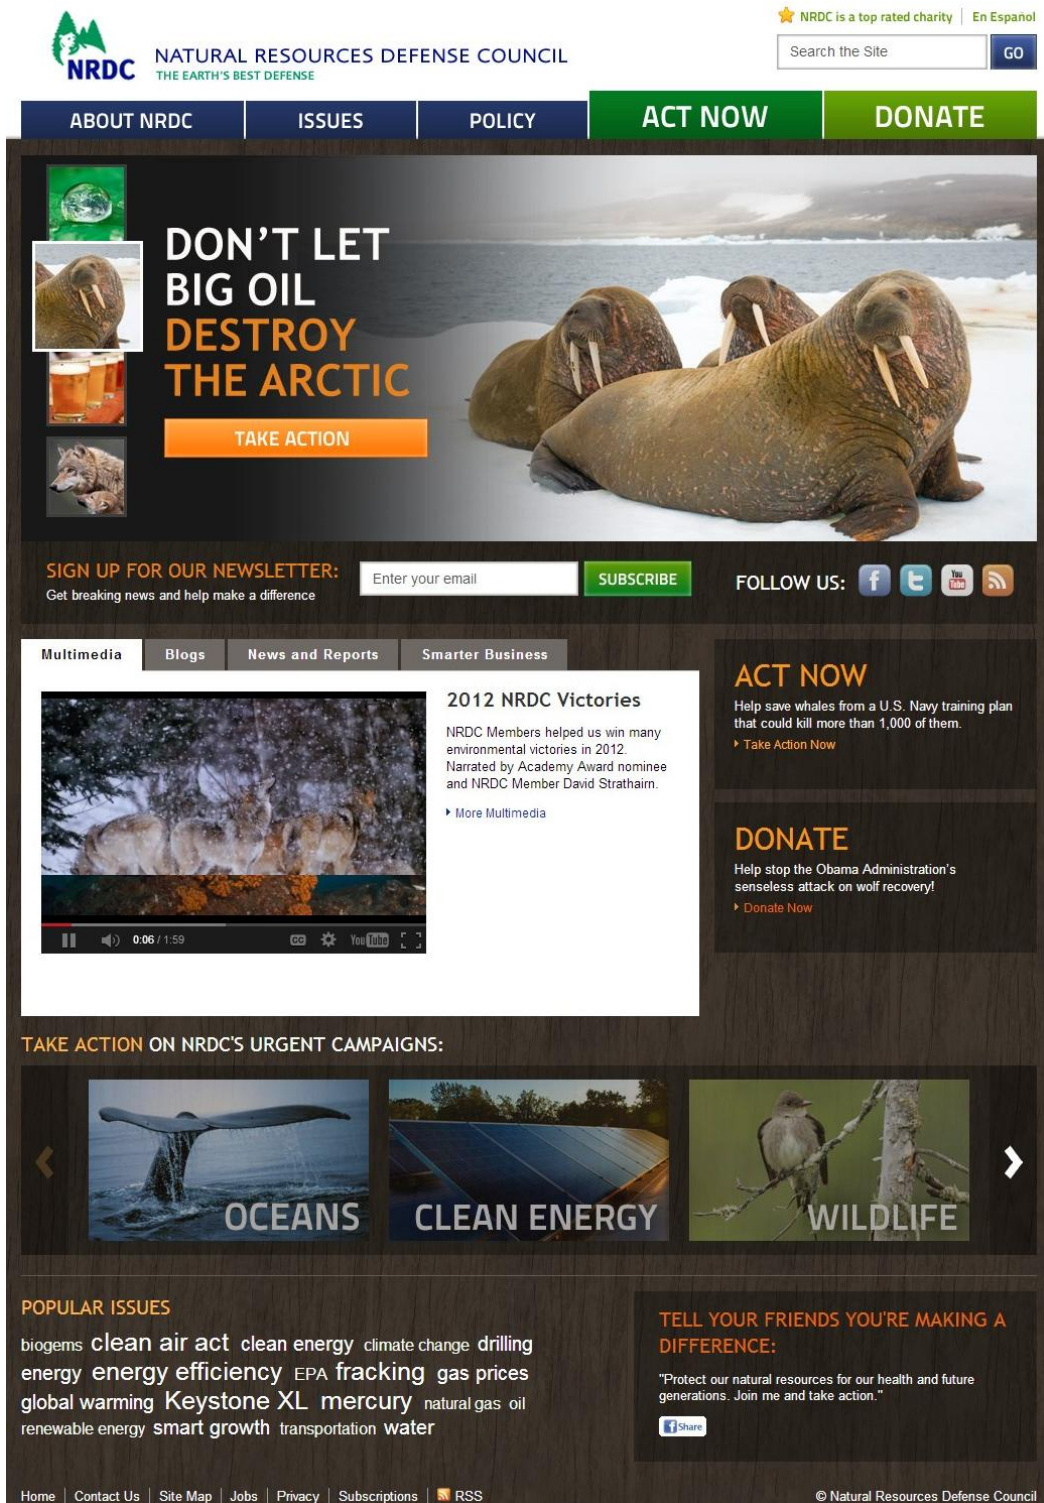 NRDC is a top rated charity
En Español
NRDC
NATURAL RESOURCES DEFENSE COUNCIL
THE EARTH'S BEST DEFENSE
Search the Site
GO
ABOUT NRDC
ISSUES
POLICY
ACT NOW
DONATE
DON'T LET
BIG OIL
DESTROY
THE ARCTIC
TAKE ACTION
SIGN UP FOR OUR NEWSLETTER:
Get breaking news and help make a difference
Enter your email
SUBSCRIBE
FOLLOW US:
f
t
You
Tube
Multimedia
Blogs
News and Reports
Smarter Business
2012 NRDC Victories
NRDC Members helped us win many
environmental victories in 2012.
Narrated by Academy Award nominee
and NRDC Member David Strathairn.
More Multimedia
0:06 / 1:59
CC
YouTube
ACT NOW
Help save whales from a U.S. Navy training plan
that could kill more than 1,000 of them.
Take Action Now
DONATE
Help stop the Obama Administration's
senseless attack on wolf recovery!
Donate Now
TAKE ACTION ON NRDC'S URGENT CAMPAIGNS:
OCEANS
CLEAN ENERGY
WILDLIFE
POPULAR ISSUES
biogems clean air act clean energy climate change drilling
energy energy efficiency EPA fracking gas prices
global warming Keystone XL mercury natural gas oil
renewable energy smart growth transportation water
TELL YOUR FRIENDS YOU'RE MAKING A
DIFFERENCE:
"Protect our natural resources for our health and future
generations. Join me and take action."
f Share
Home | Contact Us | Site Map | Jobs | Privacy | Subscriptions | RSS
© Natural Resources Defense Council